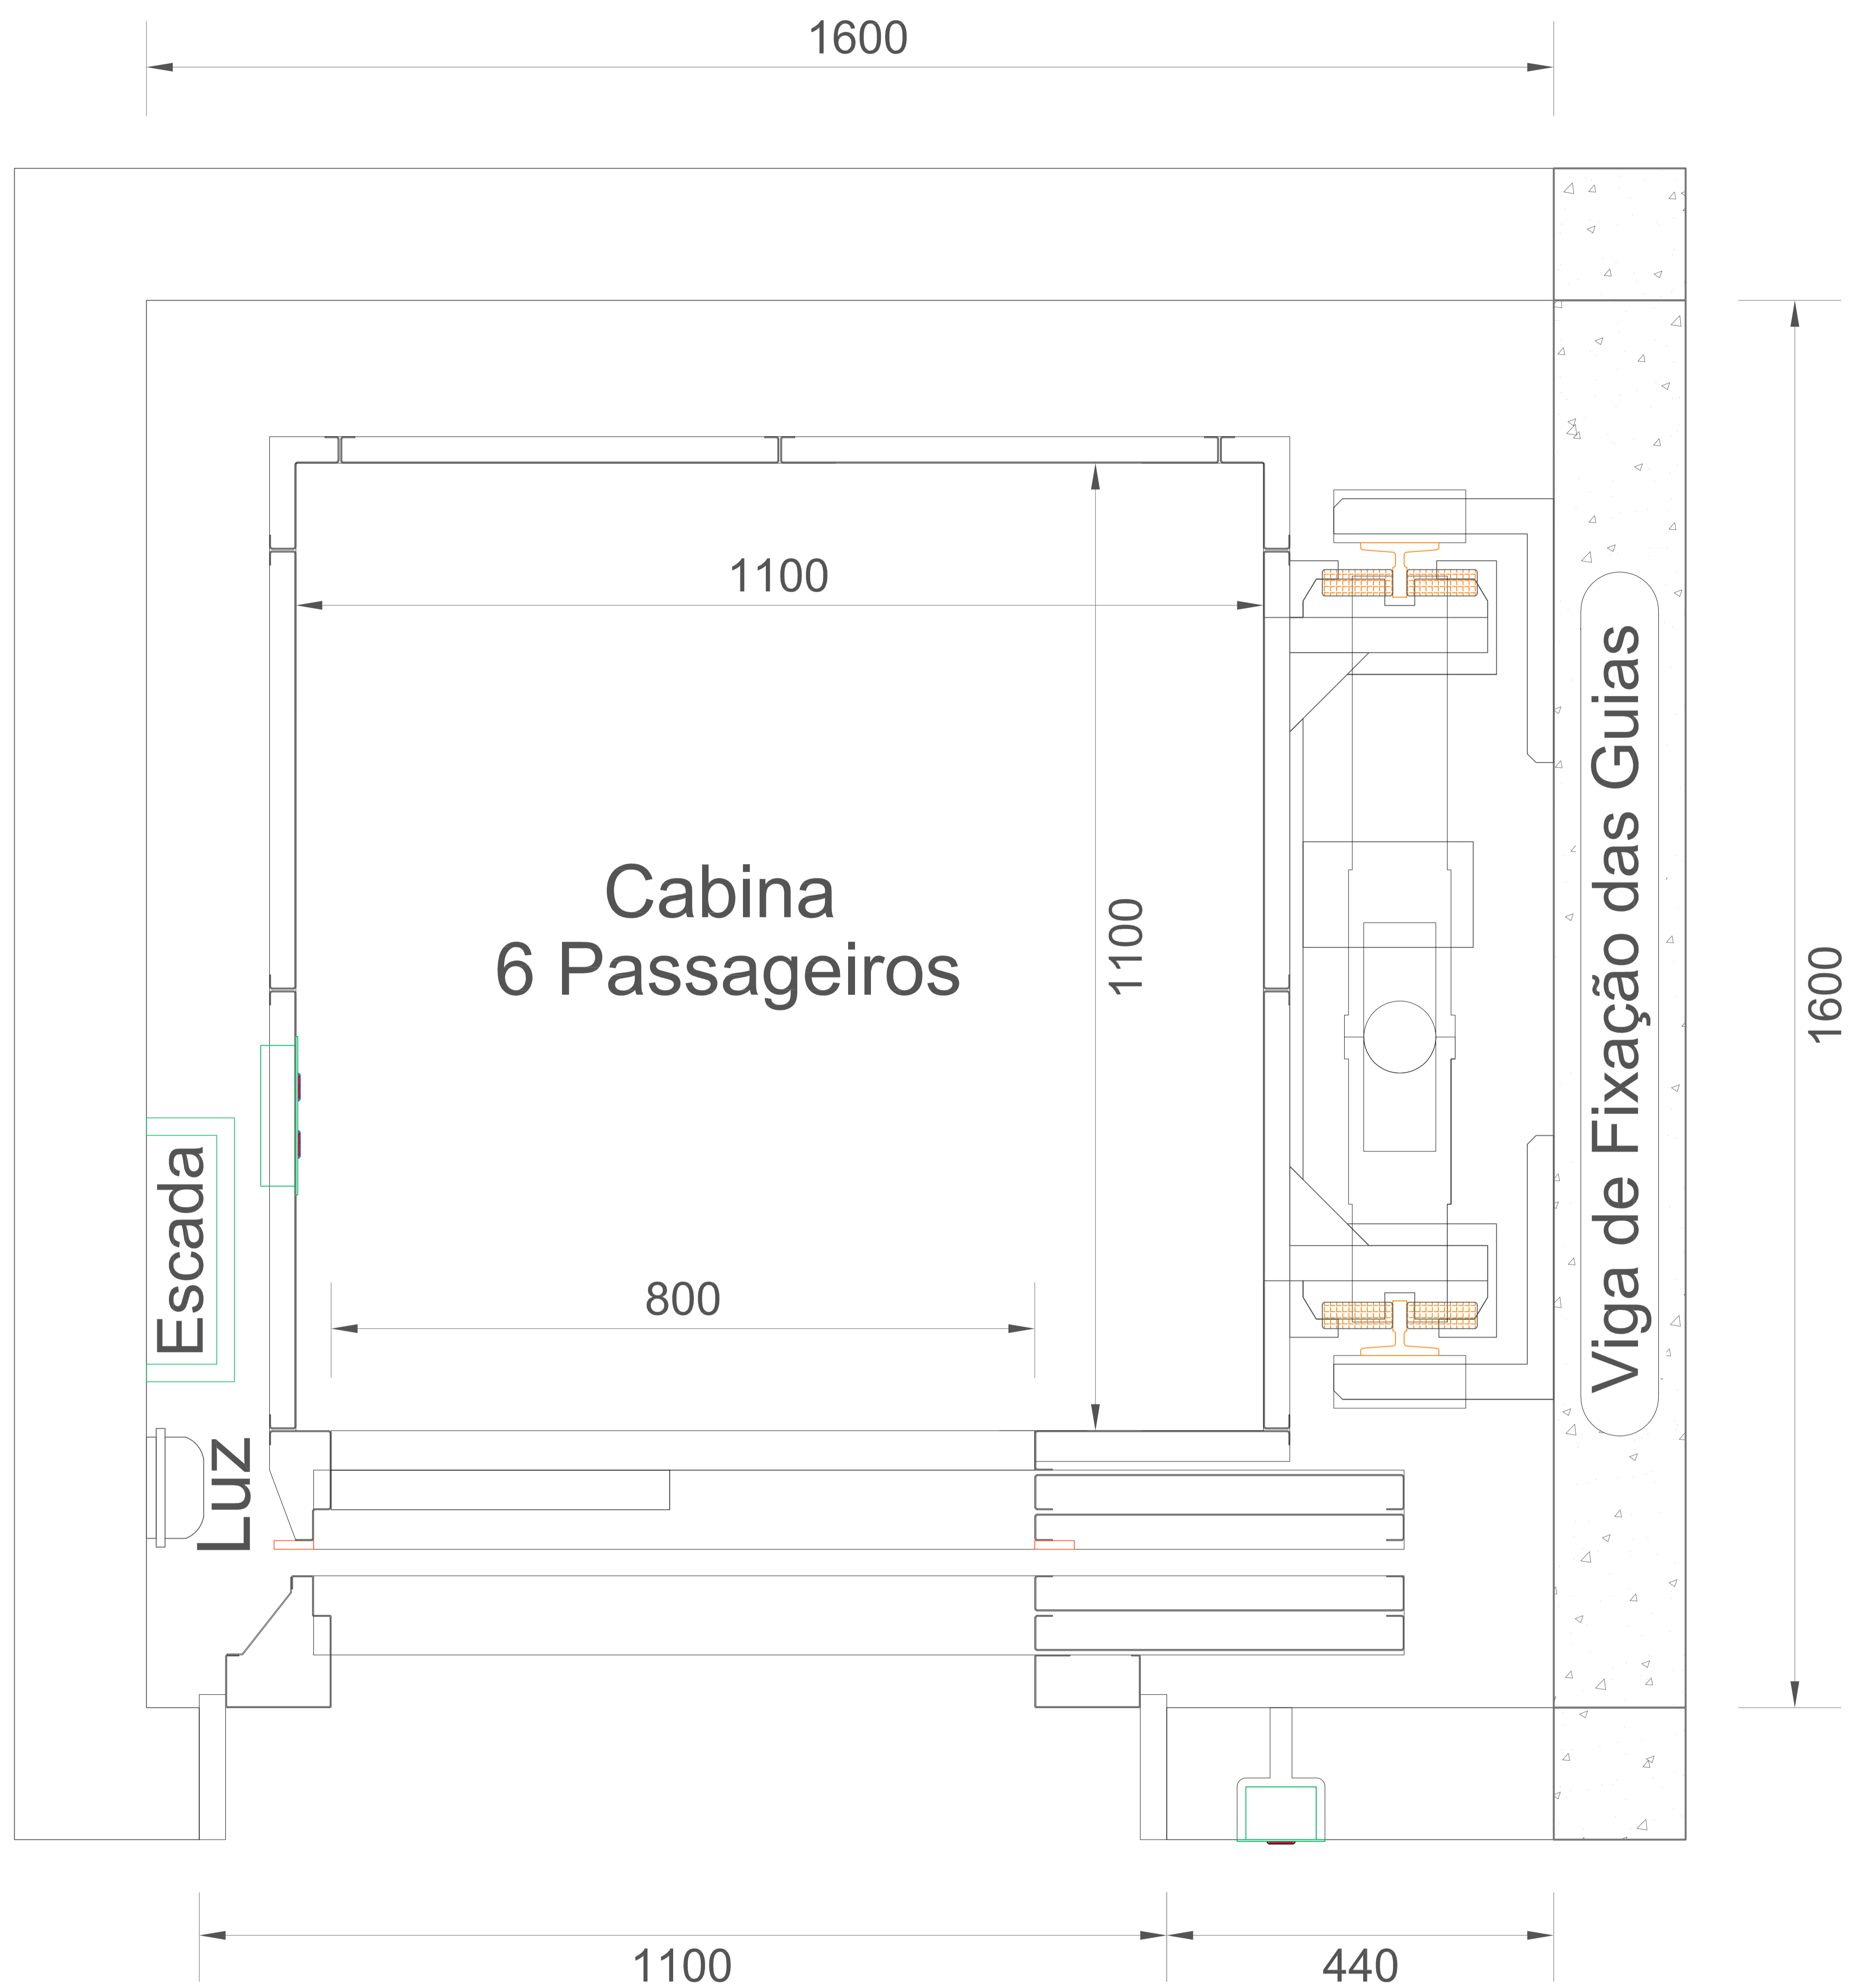 1600
1100
Cabina
6 Passageiros
1100
Viga de Fixação das Guias
1600
Escada
800
Luz
1100
440